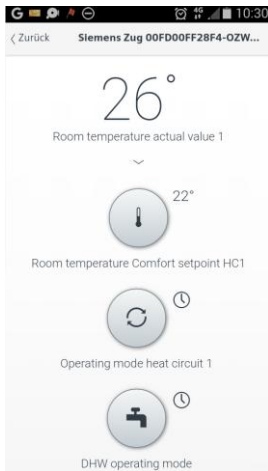 4G
10:30
Zurück
Siemens Zug 00FD00FF28F4-OZW...
26°
Room temperature actual value 1
22°
Room temperature Comfort setpoint HC1
Operating mode heat circuit 1
DHW operating mode